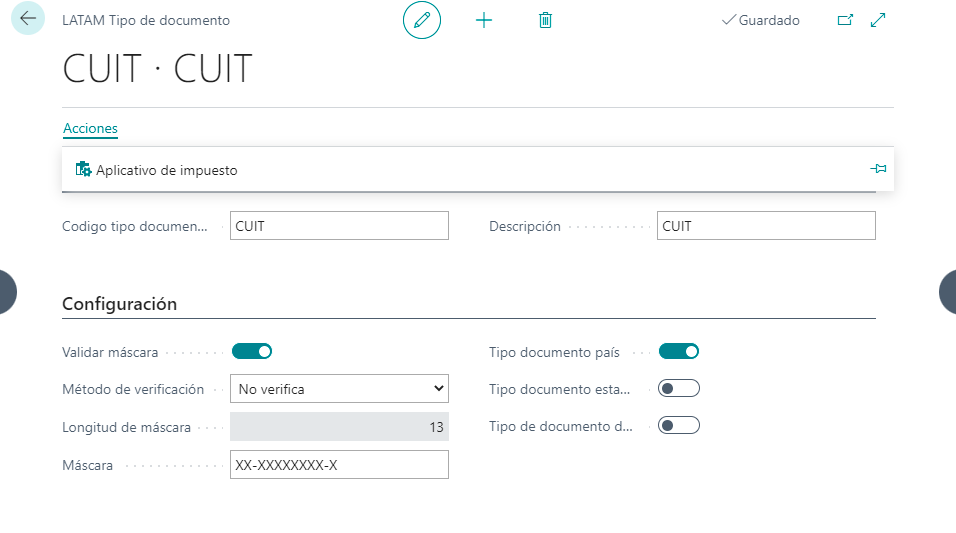 LATAM Tipo de documento
Guardado
CUIT · CUIT
Acciones
Aplicativo de impuesto
Codigo tipo documen... CUIT Descripción CUIT
Configuración
Validar máscara Tipo documento país
Método de verificación No verifica Tipo documento esta...
Longitud de máscara 13 Tipo de documento d...
Máscara XX-XXXXXXXX-X